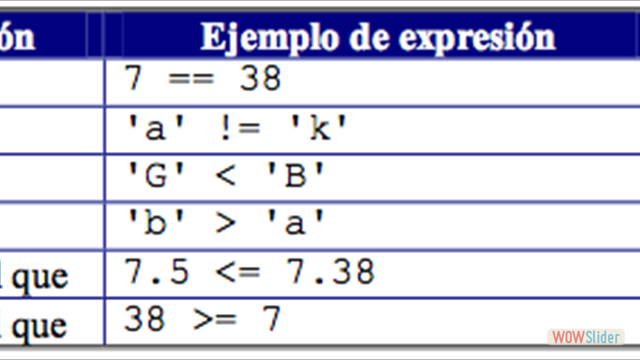 ón Ejemplo de expresión
7 == 38
'a' != 'k'
'G' < 'B'
'b' > 'a'
que 7.5 <= 7.38
que 38 >= 7
WOWSlider